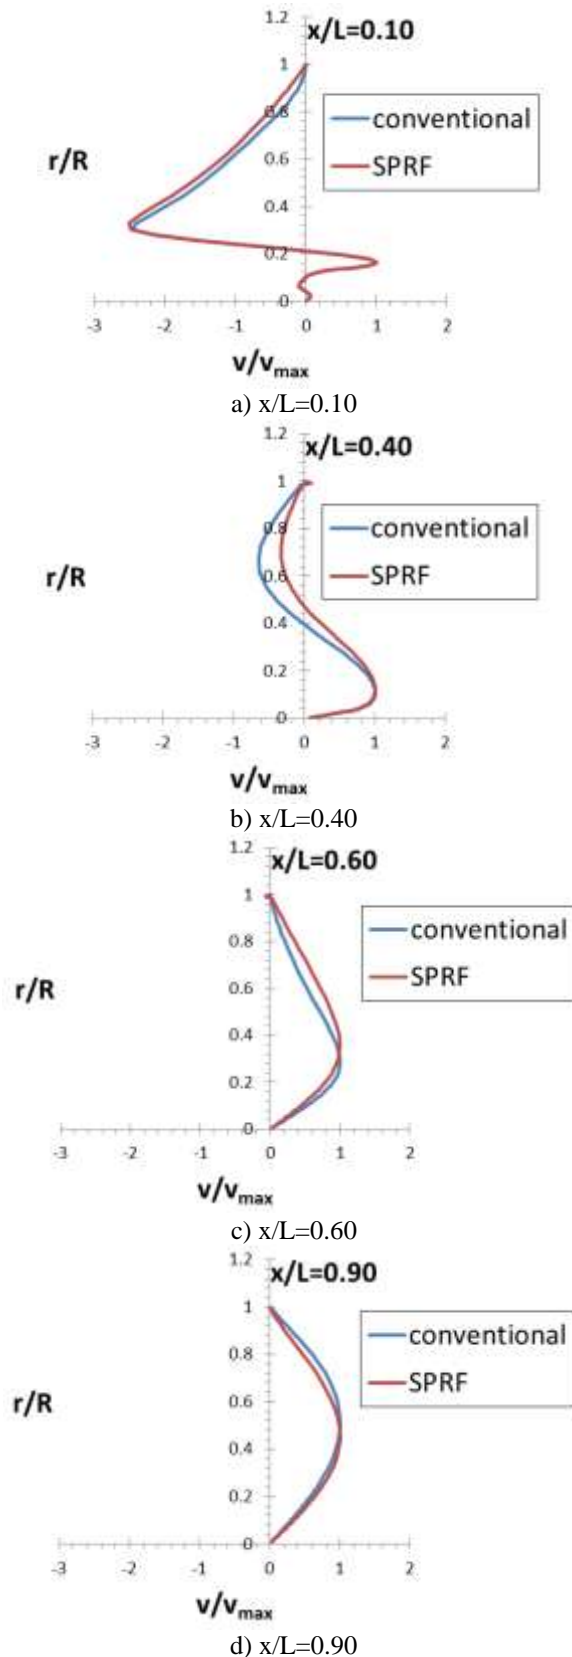 1.2
x/L=0.10
1
0.8
conventional
SPRF
r/R
0.6
0.4
0.2
0
-3 -2 -1 0 1 2
v/vmax
a) x/L=0.10
1.2
x/L=0.40
1
0.8
conventional
SPRF
r/R
0.6
0.4
0.2
0
-3 -2 -1 0 1 2
v/vmax
b) x/L=0.40
1.2
x/L=0.60
1
0.8
conventional
SPRF
r/R
0.6
0.4
0.2
0
-3 -2 -1 0 1 2
v/vmax
c) x/L=0.60
1.2
x/L=0.90
1
0.8
conventional
SPRF
r/R
0.6
0.4
0.2
0
-3 -2 -1 0 1 2
v/vmax
d) x/L=0.90